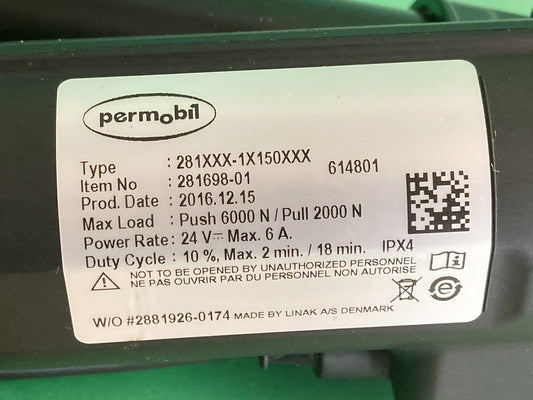 permobil
Type : 281XXX-1X150XXX
614801
Item No : 281698-01
Prod. Date : 2016.12.15
Max Load : Push 6000 N / Pull 2000 N
Power Rate : 24 V⎓ Max. 6 A.
Duty Cycle : 10 %, Max. 2 min. / 18 min. IPX4
NOT TO BE OPENED BY UNAUTHORIZED PERSONNEL
NE PAS OUVRIR PAR DU PERSONNEL NON AUTORISE
W/O #2881926-0174 MADE BY LINAK A/S DENMARK